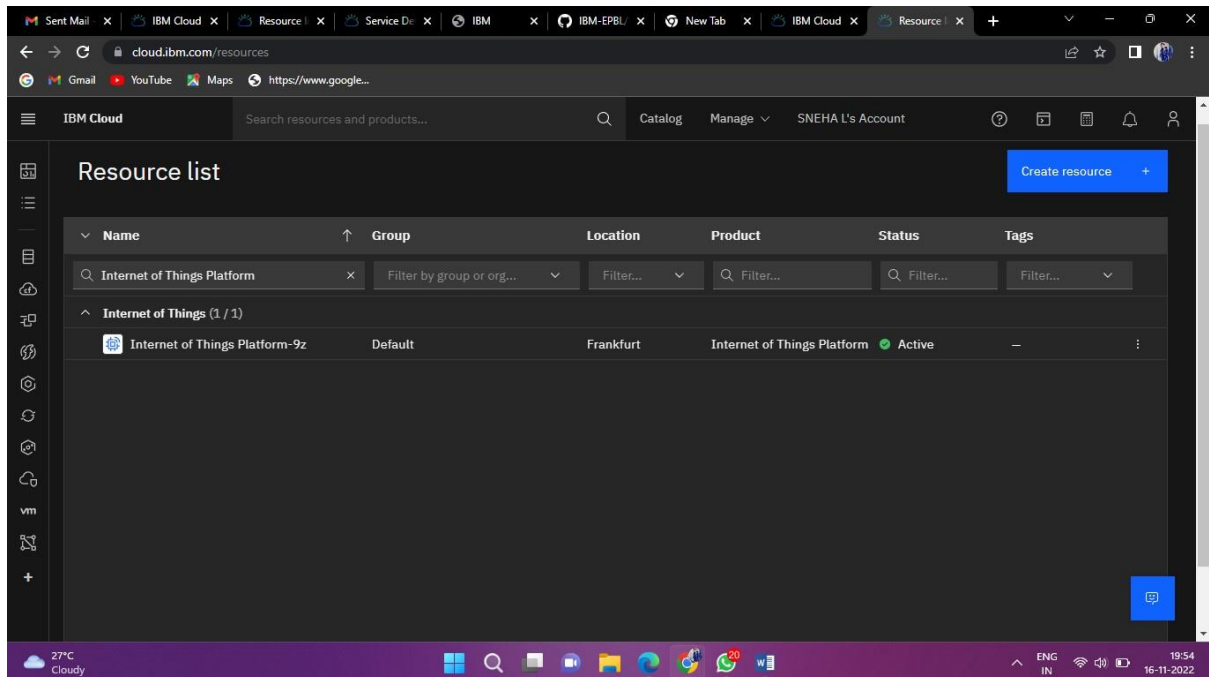 Sent Mail - IBM Cloud Resource li Service De IBM IBM-EPBL/ New Tab IBM Cloud Resource l
cloud.ibm.com/resources
Gmail YouTube Maps https://www.google...
IBM Cloud Search resources and products... Catalog Manage SNEHA L's Account
Resource list Create resource +
Name Group Location Product Status Tags
Internet of Things Platform Filter by group or org... Filter... Filter... Filter... Filter...
Internet of Things (1 / 1)
Internet of Things Platform-9z Default Frankfurt Internet of Things Platform Active –
vm
27°C
Cloudy
20
ENG
IN
19:54
16-11-2022